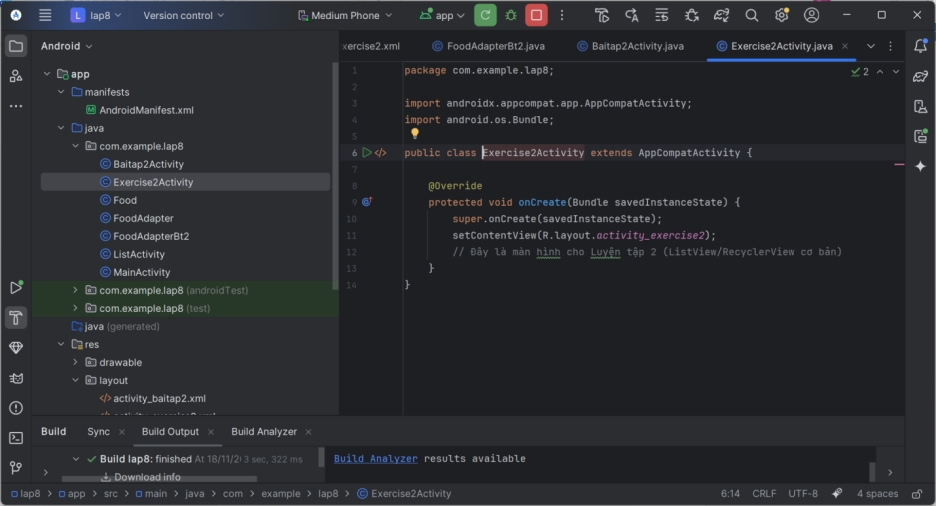 lap8
Version control
Medium Phone
app
Android
xercise2.xml
FoodAdapterBt2.java
Baitap2Activity.java
Exercise2Activity.java
app
manifests
AndroidManifest.xml
java
com.example.lap8
Baitap2Activity
Exercise2Activity
Food
FoodAdapter
FoodAdapterBt2
ListActivity
MainActivity
com.example.lap8 (androidTest)
com.example.lap8 (test)
java (generated)
res
drawable
layout
activity_baitap2.xml
2
1 package com.example.lap8;
2
3 import androidx.appcompat.app.AppCompatActivity;
4 import android.os.Bundle;
5
6 public class Exercise2Activity extends AppCompatActivity {
7
8 @Override
9 protected void onCreate(Bundle savedInstanceState) {
10 super.onCreate(savedInstanceState);
11 setContentView(R.layout.activity_exercise2);
12 // Đây là màn hình cho Luyện tập 2 (ListView/RecyclerView cơ bản)
13 }
14 }
Build
Sync
Build Output
Build Analyzer
Build lap8: finished At 18/11/20 3 sec, 322 ms
Download info
Build Analyzer results available
lap8 > app > src > main > java > com > example > lap8 > Exercise2Activity
6:14 CRLF UTF-8 4 spaces